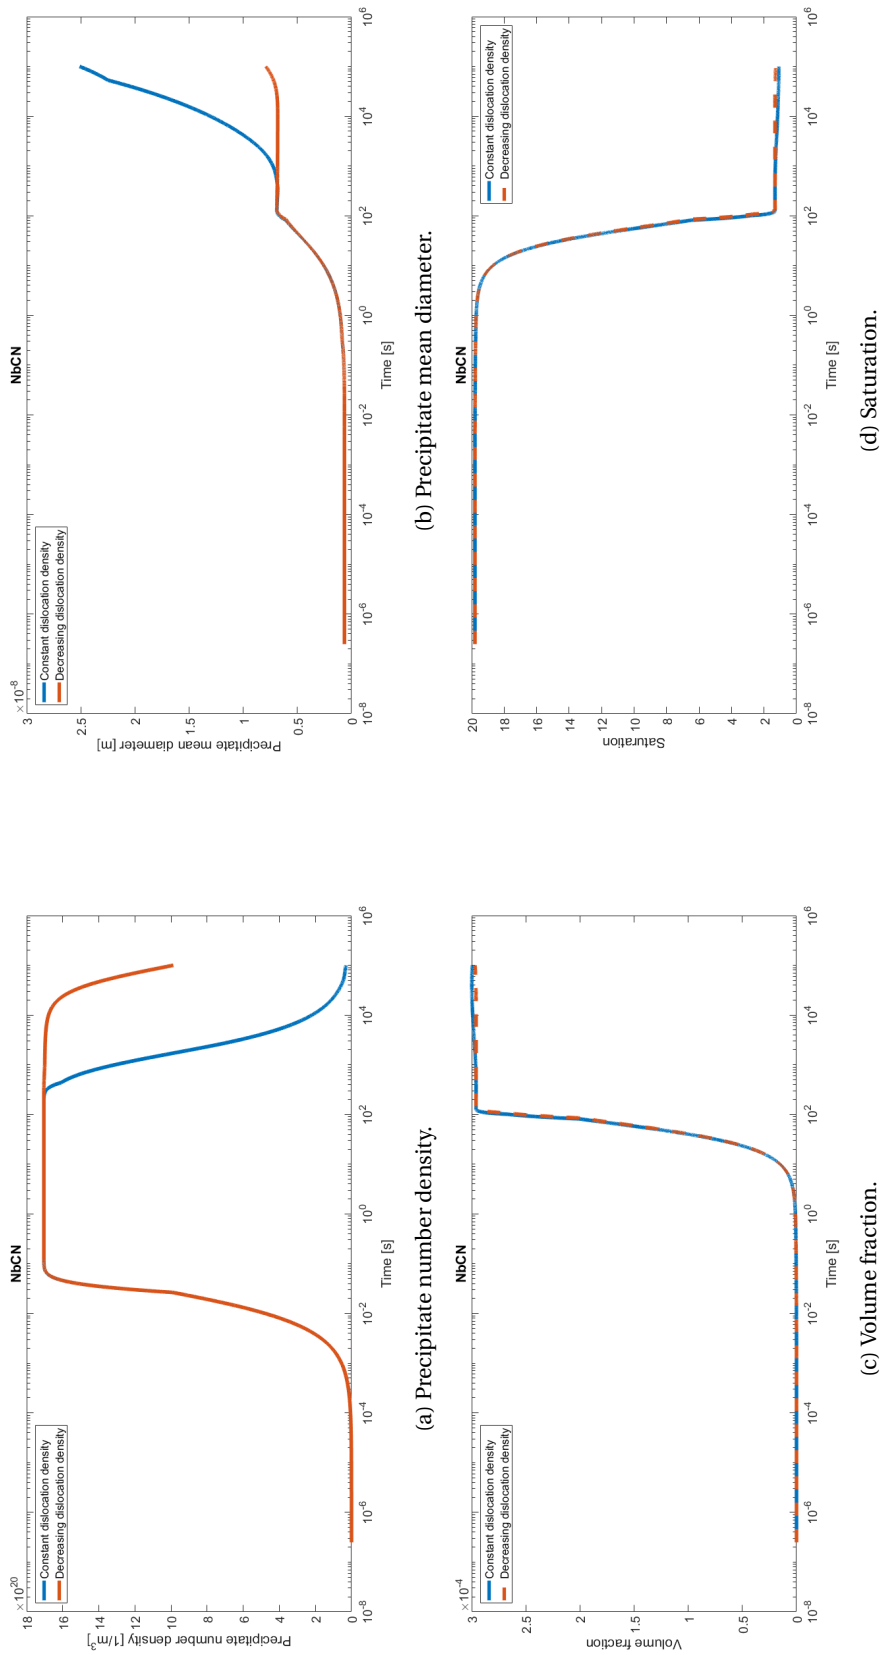 NbCN
×10^20
Constant dislocation density
Decreasing dislocation density
Precipitate number density [1/m^3]
18
16
14
12
10
8
6
4
2
0
10^-8
10^-6
10^-4
10^-2
10^0
10^2
10^4
10^6
Time [s]
(a) Precipitate number density.
NbCN
×10^-8
Constant dislocation density
Decreasing dislocation density
Precipitate mean diameter [m]
3
2.5
2
1.5
1
0.5
0
10^-8
10^-6
10^-4
10^-2
10^0
10^2
10^4
10^6
Time [s]
(b) Precipitate mean diameter.
NbCN
×10^-4
Constant dislocation density
Decreasing dislocation density
Volume fraction
3
2.5
2
1.5
1
0.5
0
10^-8
10^-6
10^-4
10^-2
10^0
10^2
10^4
10^6
Time [s]
(c) Volume fraction.
NbCN
Constant dislocation density
Decreasing dislocation density
Saturation
20
18
16
14
12
10
8
6
4
2
0
10^-8
10^-6
10^-4
10^-2
10^0
10^2
10^4
10^6
Time [s]
(d) Saturation.